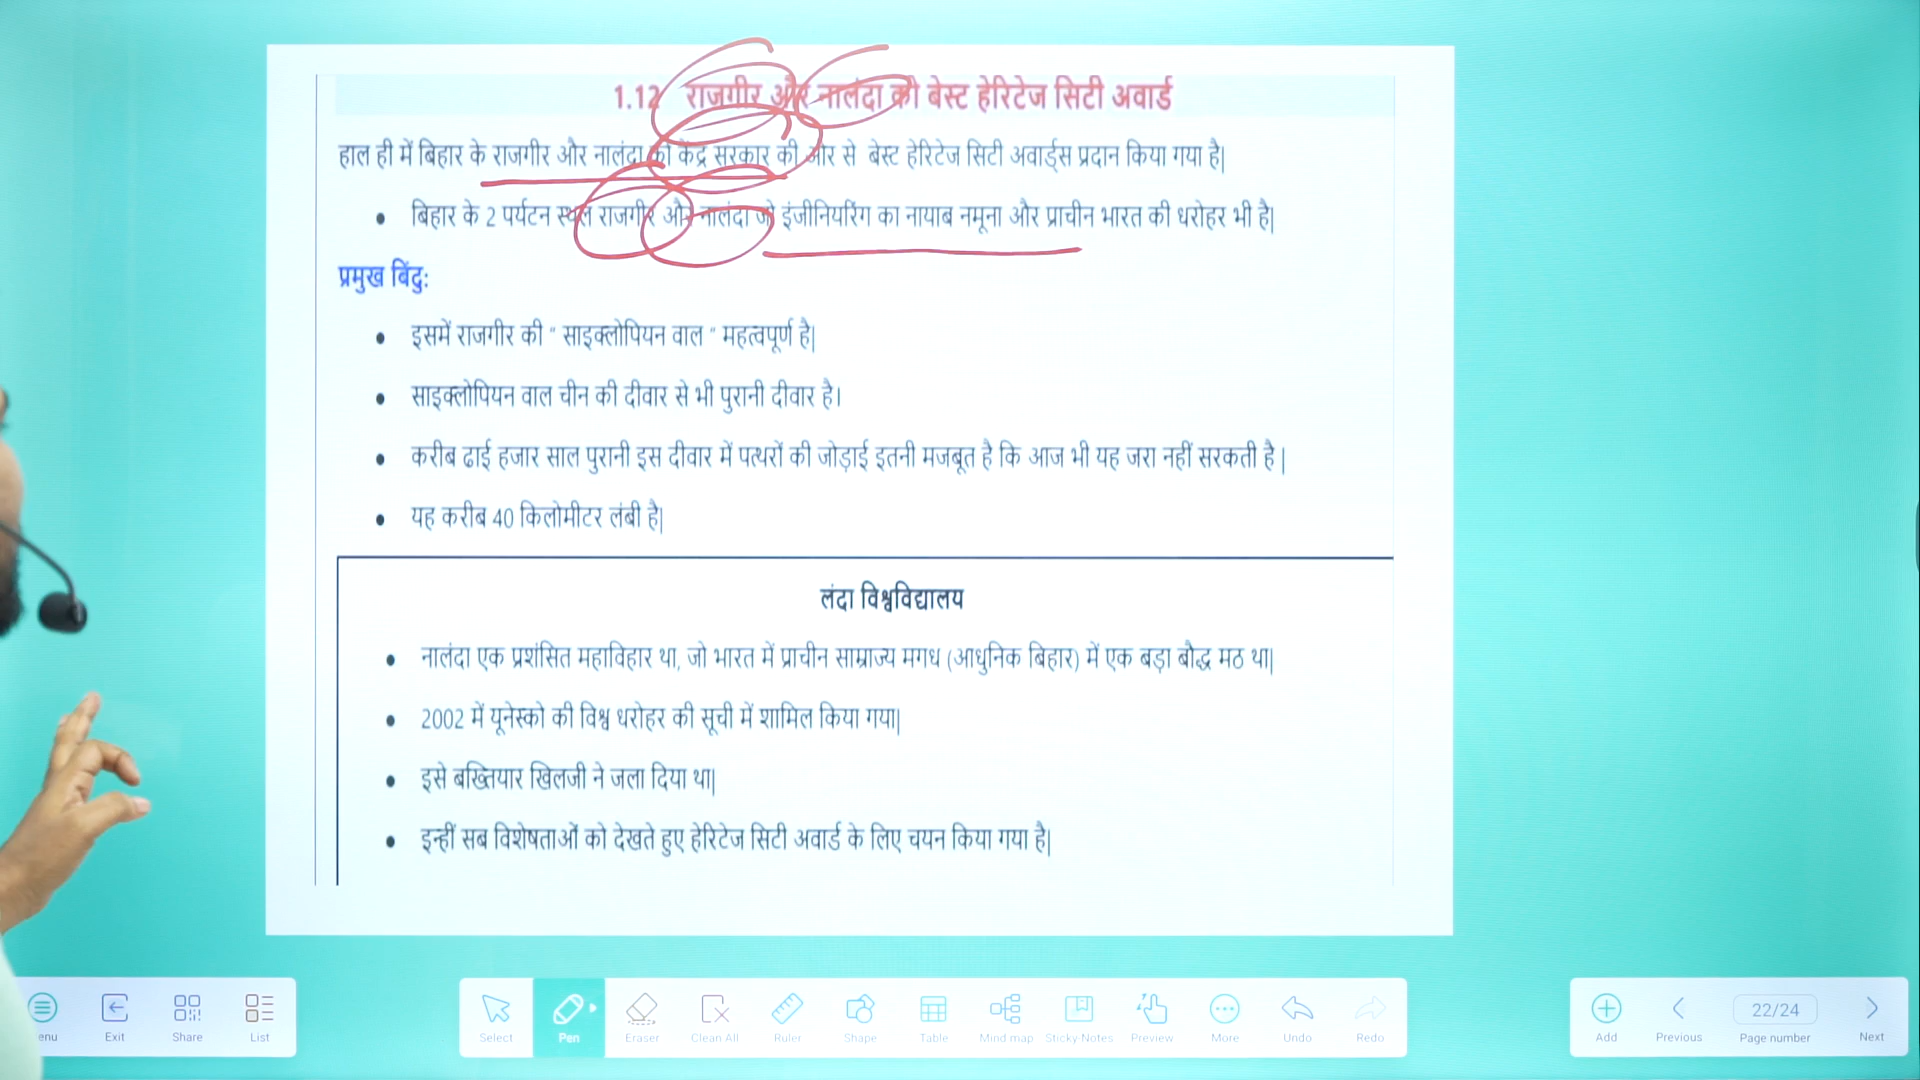 1.12 राजगीर और नालंदा को बेस्ट हेरिटेज सिटी अवार्ड
हाल ही में बिहार के राजगीर और नालंदा को केंद्र सरकार की ओर से बेस्ट हेरिटेज सिटी अवार्ड्स प्रदान किया गया है|
• बिहार के 2 पर्यटन स्थल राजगीर और नालंदा जो इंजीनियरिंग का नायाब नमूना और प्राचीन भारत की धरोहर भी है|
प्रमुख बिंदु:
• इसमें राजगीर की " साइक्लोपियन वाल " महत्वपूर्ण है|
• साइक्लोपियन वाल चीन की दीवार से भी पुरानी दीवार है।
• करीब ढाई हजार साल पुरानी इस दीवार में पत्थरों की जोड़ाई इतनी मजबूत है कि आज भी यह जरा नहीं सरकती है |
• यह करीब 40 किलोमीटर लंबी है|
लंदा विश्वविद्यालय
• नालंदा एक प्रशंसित महाविहार था, जो भारत में प्राचीन साम्राज्य मगध (आधुनिक बिहार) में एक बड़ा बौद्ध मठ था|
• 2002 में यूनेस्को की विश्व धरोहर की सूची में शामिल किया गया|
• इसे बख्तियार खिलजी ने जला दिया था|
• इन्हीं सब विशेषताओं को देखते हुए हेरिटेज सिटी अवार्ड के लिए चयन किया गया है|
enu Exit Share List Select Pen Eraser Clean All Ruler Shape Table Mind map Sticky Notes Preview More Undo Redo Add Previous 22/24 Page number Next